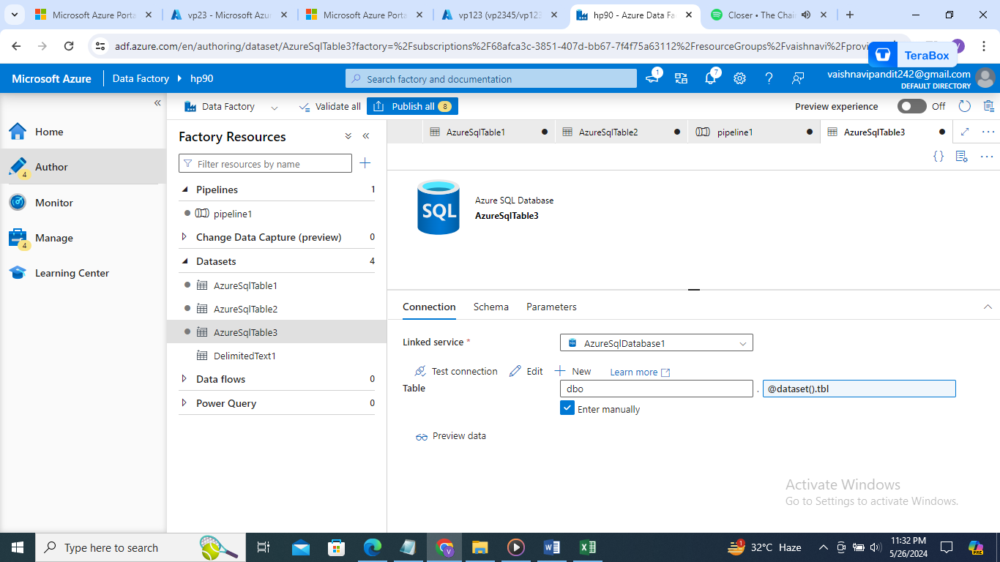 Microsoft Azure Porta
vp23 - Microsoft Azu
Microsoft Azure Porta
vp123 (vp2345/vp123
hp90 - Azure Data Fa
Closer • The Chai
adf.azure.com/en/authoring/dataset/AzureSqlTable3?factory=%2Fsubscriptions%2F68afca3c-3851-407d-bb67-7f4f75a63112%2FresourceGroups%2Fvaishnavi%2Fprovi
TeraBox
Microsoft Azure
Data Factory
hp90
Search factory and documentation
1
7
vaishnavipandit242@gmail.com
DEFAULT DIRECTORY
Data Factory
Validate all
Publish all 8
Preview experience
Off
Home
Author
4
Monitor
Manage
4
Learning Center
Factory Resources
Filter resources by name
Pipelines 1
pipeline1
Change Data Capture (preview) 0
Datasets 4
AzureSqlTable1
AzureSqlTable2
AzureSqlTable3
DelimitedText1
Data flows 0
Power Query 0
AzureSqlTable1
AzureSqlTable2
pipeline1
AzureSqlTable3
SQL
Azure SQL Database
AzureSqlTable3
Connection
Schema
Parameters
Linked service *
AzureSqlDatabase1
Test connection
Edit
New
Learn more
Table
dbo . @dataset().tbl
Enter manually
Preview data
Activate Windows
Go to Settings to activate Windows.
Type here to search
1
32°C Haze
11:32 PM
5/26/2024
PRE